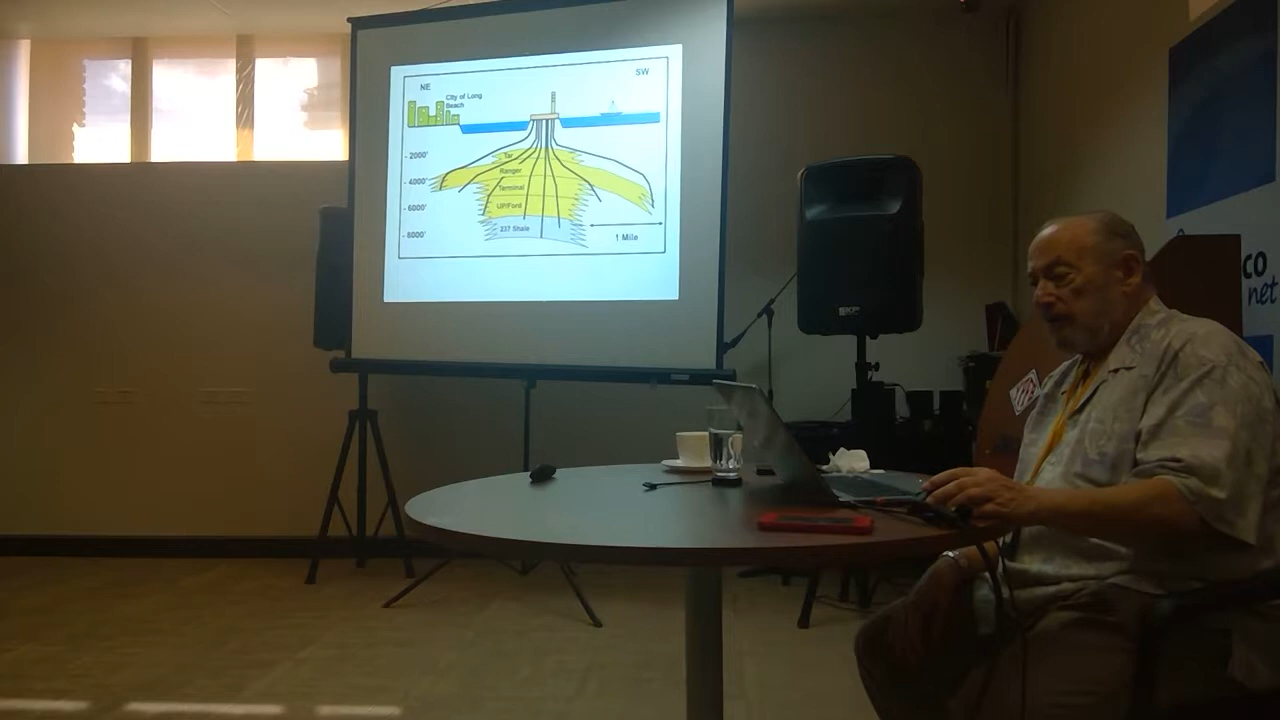 NE
SW
City of Long
Beach
- 2000'
- 4000'
- 6000'
- 8000'
Tar
Ranger
Terminal
UP/Ford
237 Shale
1 Mile
SKP
co
net